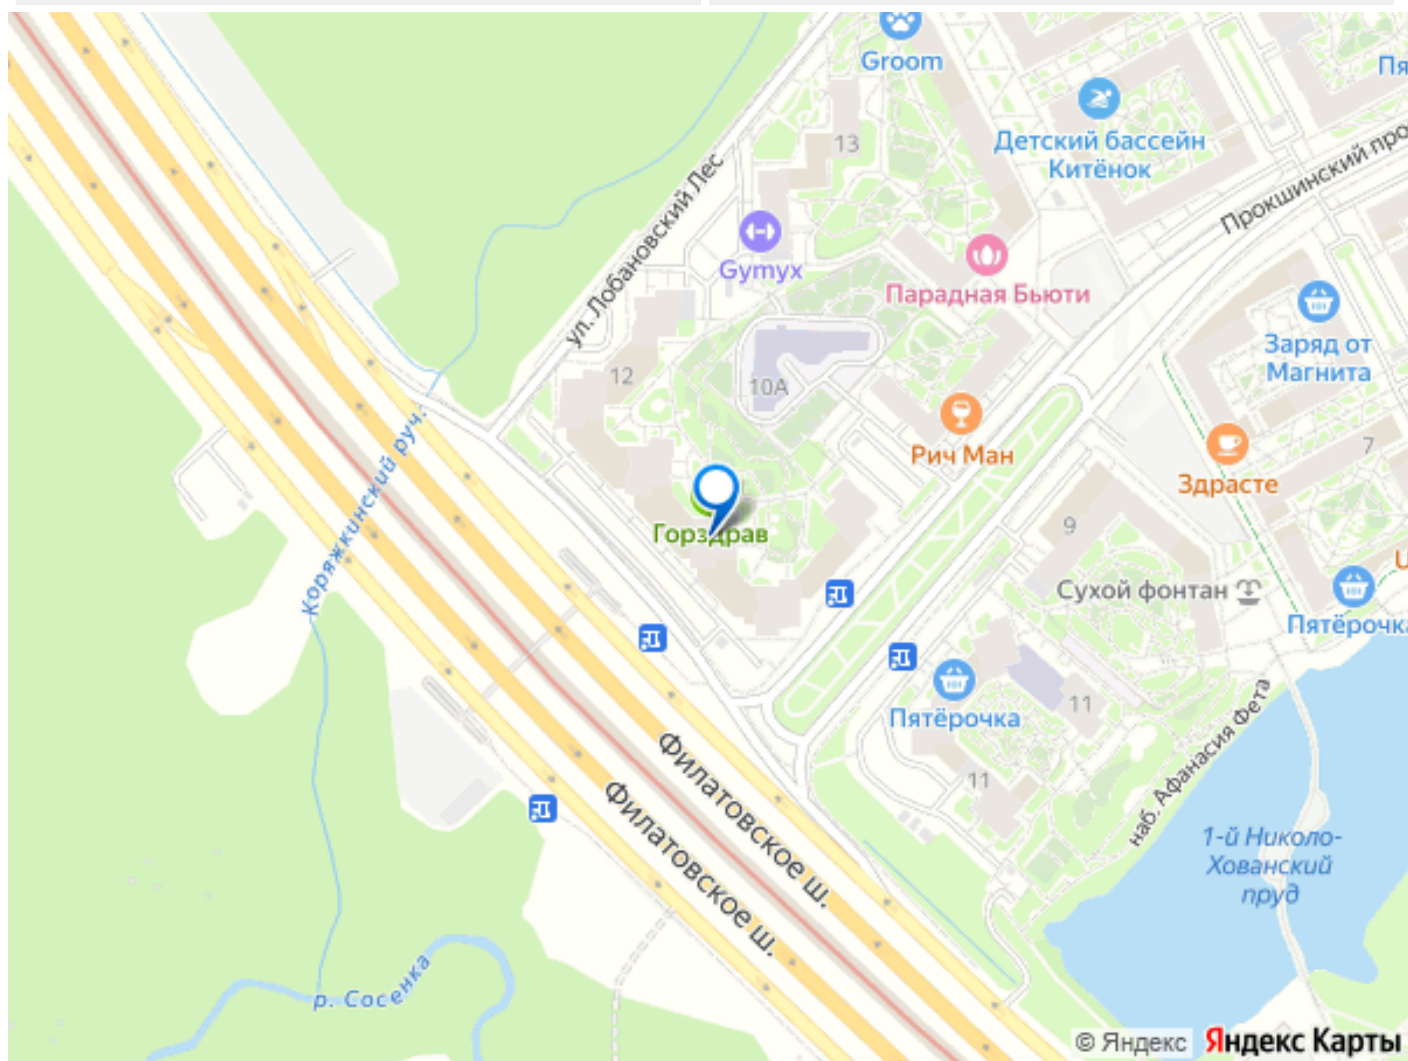 Groom
Пя
13
Детский бассейн
Китёнок
Прокшинский про
ул. Лобановский Лес
Gymyx
Парадная Бьюти
Заряд от
Магнита
12
10А
Рич Ман
7
Здрасте
Коряжкинский руч.
Горздрав
9
Сухой фонтан
U
Пятёрочка
Пятёрочка
11
наб. Афанасия Фета
11
Филатовское ш.
Филатовское ш.
1-й Николо-
Хованский
пруд
р. Сосенка
© Яндекс Яндекс Карты